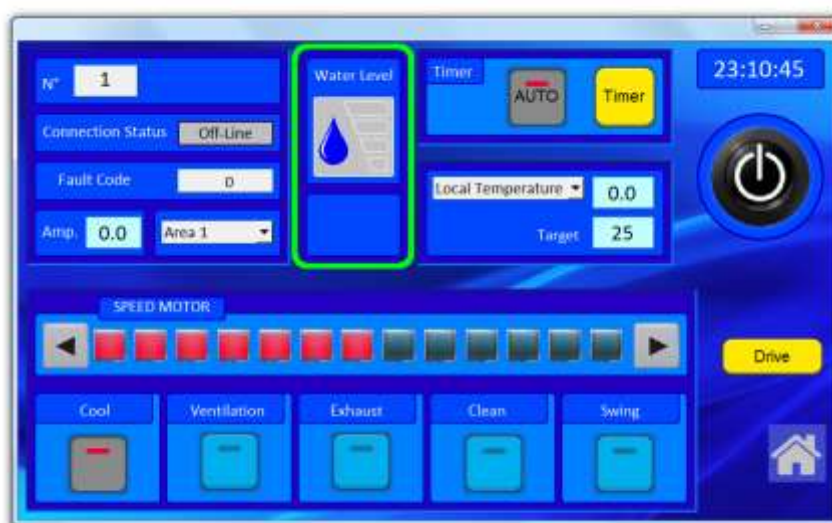 N° 1
Connection Status Off-Line
Fault Code 0
Amp. 0.0 Area 1
Water Level
Timer AUTO Timer
Local Temperature 0.0
Target 25
23:10:45
SPEED MOTOR
Drive
Cool Ventilation Exhaust Clean Swing